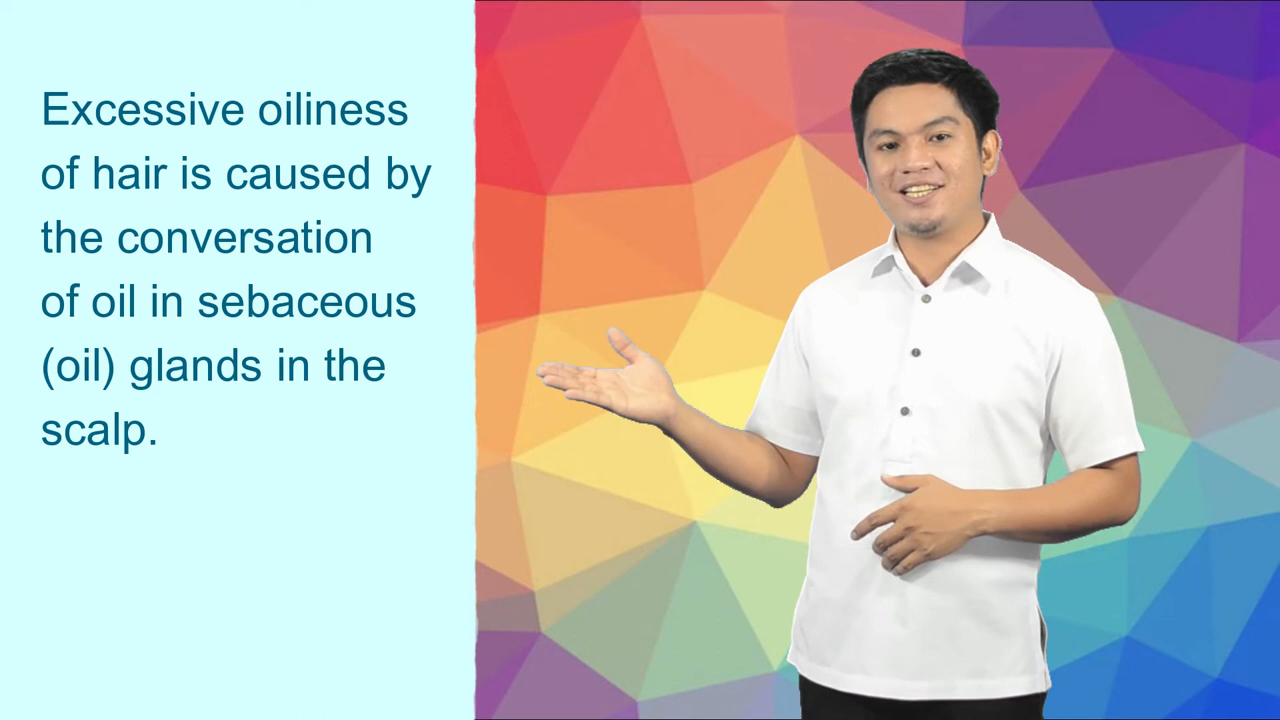 Excessive oiliness
of hair is caused by
the conversation
of oil in sebaceous
(oil) glands in the
scalp.